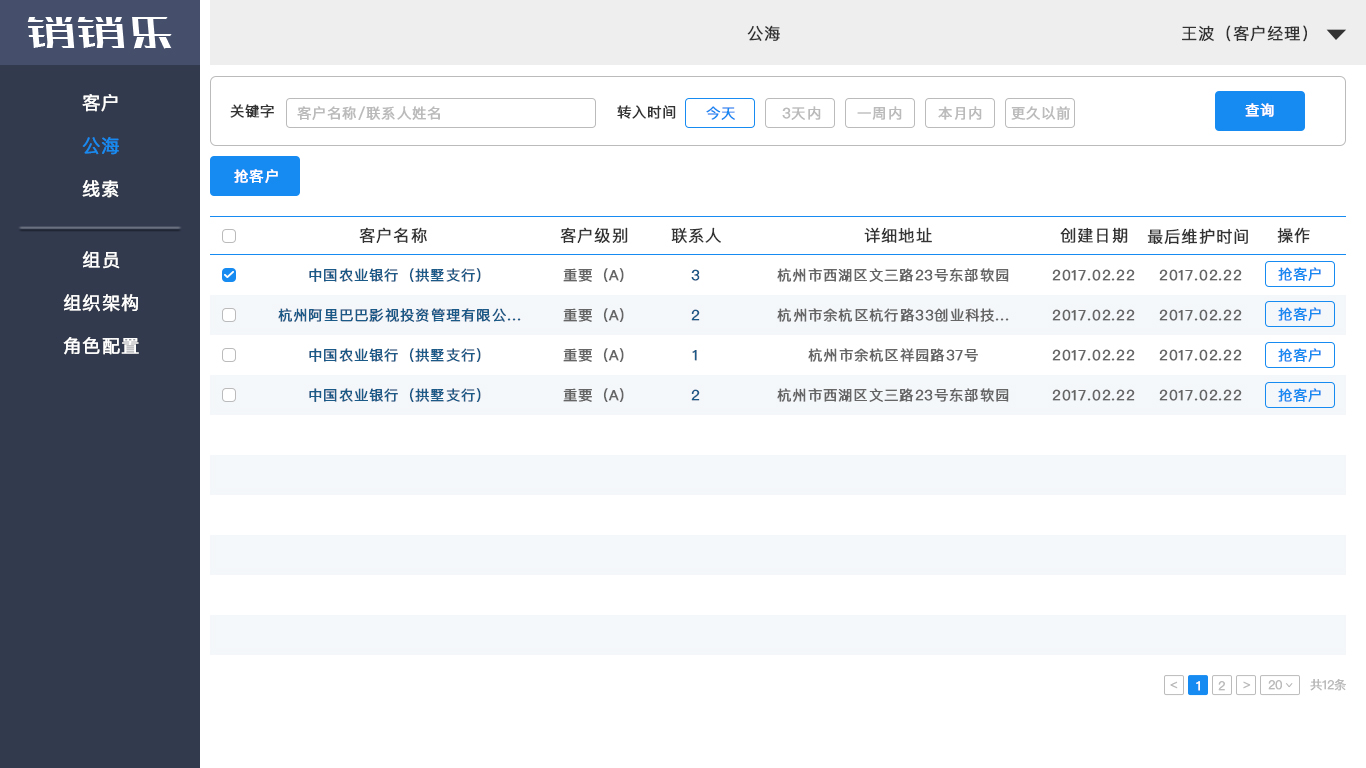 销销乐
公海
王波（客户经理）
客户
公海
线索
组员
组织架构
角色配置
关键字 客户名称/联系人姓名 转入时间 今天 3天内 一周内 本月内 更久以前 查询
抢客户
客户名称 客户级别 联系人 详细地址 创建日期 最后维护时间 操作
中国农业银行（拱墅支行） 重要（A） 3 杭州市西湖区文三路23号东部软园 2017.02.22 2017.02.22 抢客户
杭州阿里巴巴影视投资管理有限公... 重要（A） 2 杭州市余杭区杭行路33创业科技... 2017.02.22 2017.02.22 抢客户
中国农业银行（拱墅支行） 重要（A） 1 杭州市余杭区祥园路37号 2017.02.22 2017.02.22 抢客户
中国农业银行（拱墅支行） 重要（A） 2 杭州市西湖区文三路23号东部软园 2017.02.22 2017.02.22 抢客户
< 1 2 > 20 共12条